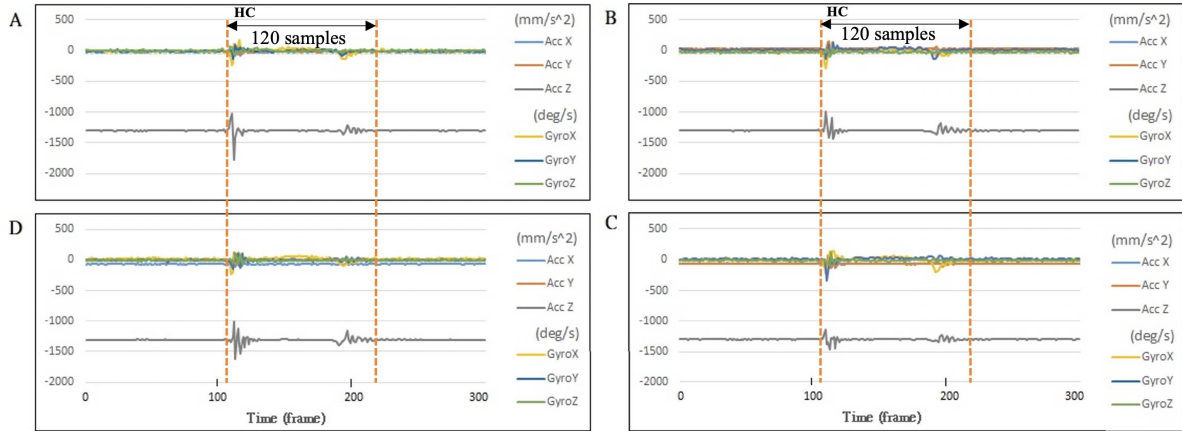 A
HC
120 samples
500
0
-500
-1000
-1500
-2000
(mm/s^2)
Acc X
Acc Y
Acc Z
(deg/s)
GyroX
GyroY
GyroZ
B
HC
120 samples
500
0
-500
-1000
-1500
-2000
(mm/s^2)
Acc X
Acc Y
Acc Z
(deg/s)
GyroX
GyroY
GyroZ
D
500
0
-500
-1000
-1500
-2000
0 100 200 300
Time (frame)
(mm/s^2)
Acc X
Acc Y
Acc Z
(deg/s)
GyroX
GyroY
GyroZ
C
500
0
-500
-1000
-1500
-2000
0 100 200 300
Time (frame)
(mm/s^2)
Acc X
Acc Y
Acc Z
(deg/s)
GyroX
GyroY
GyroZ